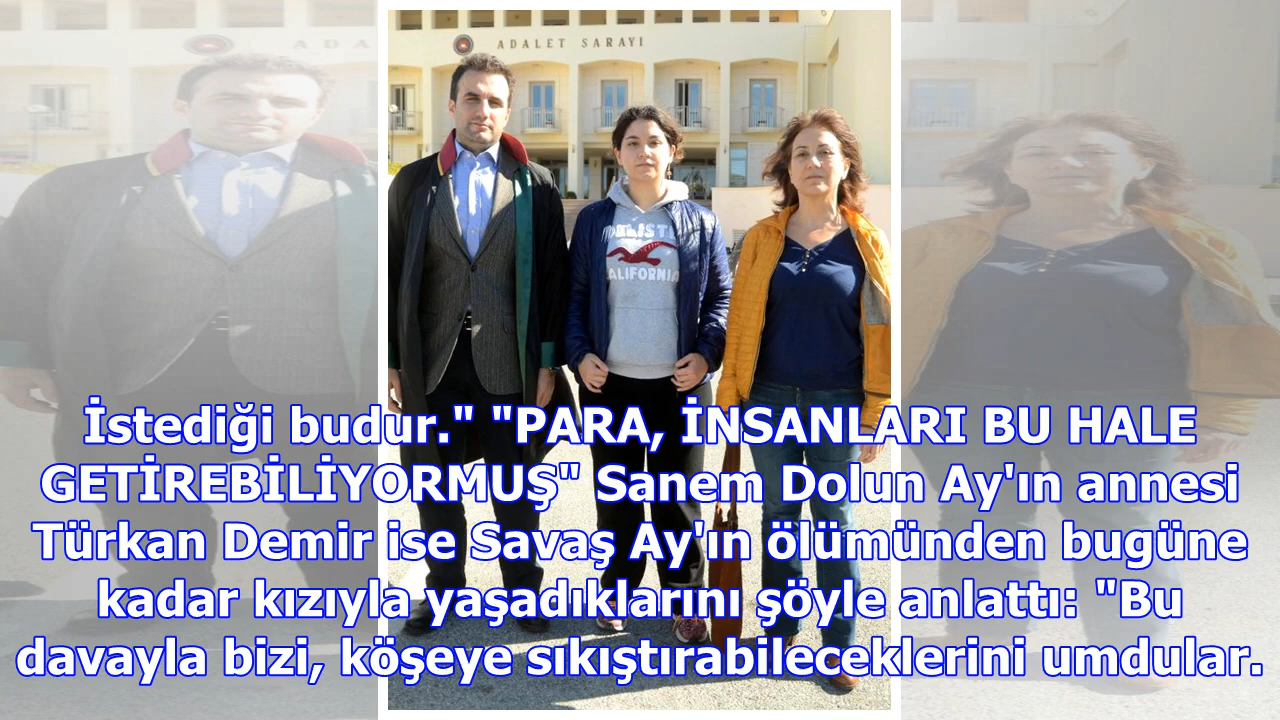 ADALET SARAYI
CALIFORNIA
İstediği budur." "PARA, İNSANLARI BU HALE
GETİREBİLİYORMUŞ" Sanem Dolun Ay'ın annesi
Türkan Demir ise Savaş Ay'ın ölümünden bugüne
kadar kızıyla yaşadıklarını şöyle anlattı: "Bu
davayla bizi, köşeye sıkıştırabileceklerini umdular.